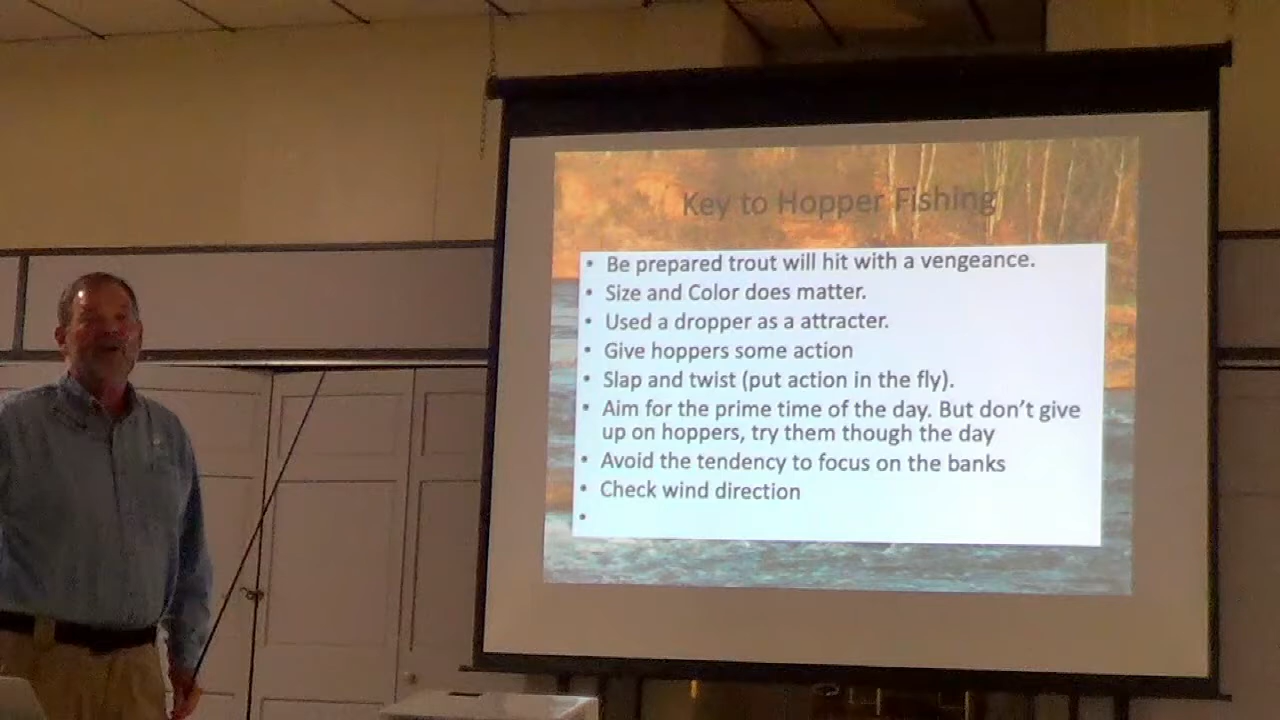 Key to Hopper Fishing
• Be prepared trout will hit with a vengeance.
• Size and Color does matter.
• Used a dropper as a attracter.
• Give hoppers some action
• Slap and twist (put action in the fly).
• Aim for the prime time of the day. But don't give
up on hoppers, try them though the day
• Avoid the tendency to focus on the banks
• Check wind direction
•